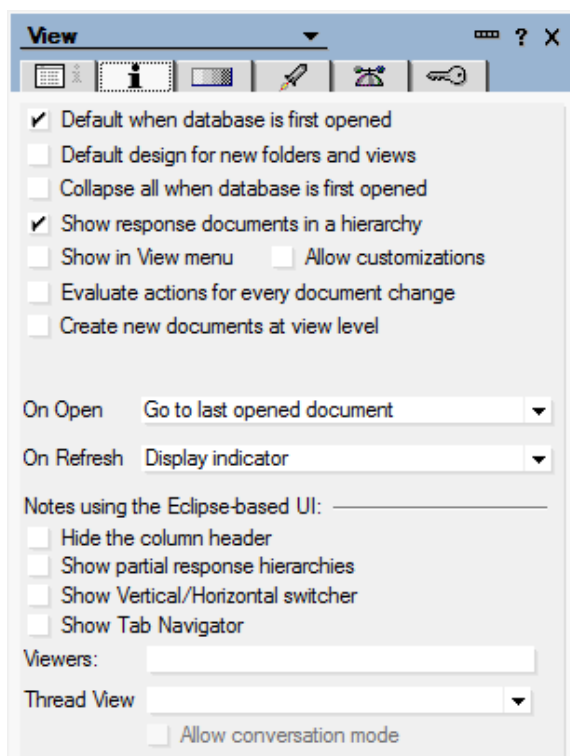 View ? X
i
Default when database is first opened
Default design for new folders and views
Collapse all when database is first opened
Show response documents in a hierarchy
Show in View menu Allow customizations
Evaluate actions for every document change
Create new documents at view level
On Open Go to last opened document
On Refresh Display indicator
Notes using the Eclipse-based UI:
Hide the column header
Show partial response hierarchies
Show Vertical/Horizontal switcher
Show Tab Navigator
Viewers:
Thread View
Allow conversation mode